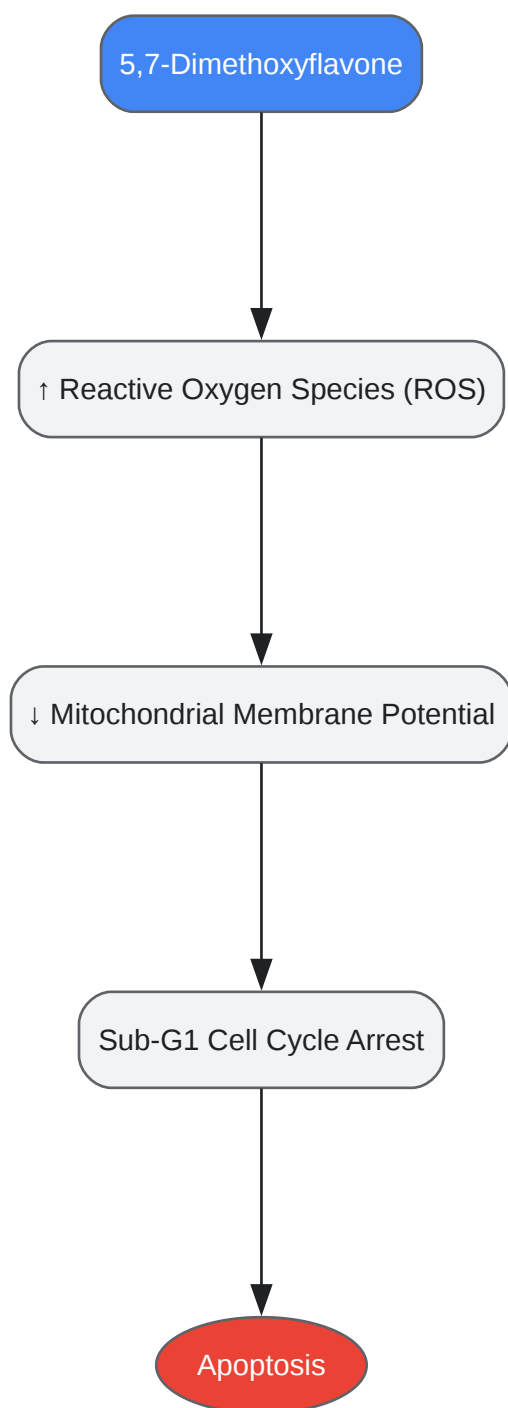 5,7-Dimethoxyflavone
↑ Reactive Oxygen Species (ROS)
↓ Mitochondrial Membrane Potential
Sub-G1 Cell Cycle Arrest
Apoptosis